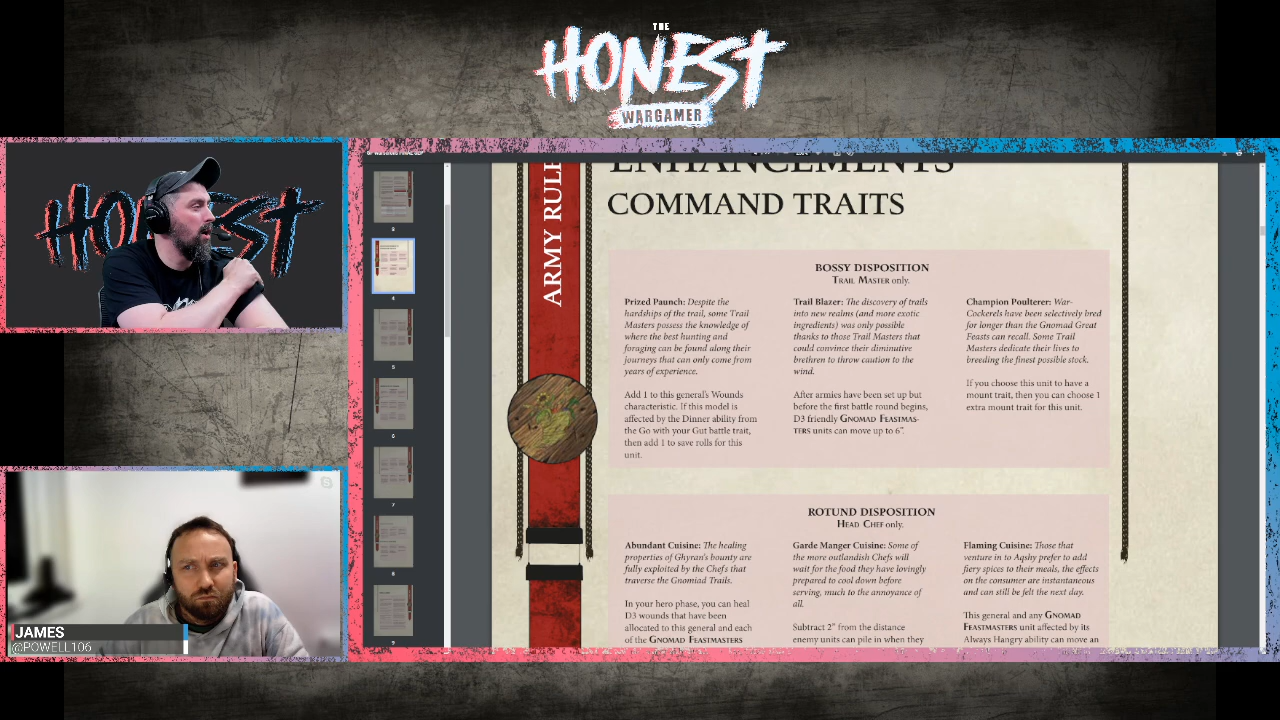 THE
HONEST
WARGAMER
HONEST
ENHANCEMENTS
COMMAND TRAITS
ARMY RULE
BOSSY DISPOSITION
TRAIL MASTER only.
Prized Paunch: Despite the
hardships of the trail, some Trail
Masters possess the knowledge of
where the best hunting and
foraging can be found along their
journeys that can only come from
years of experience.
Add 1 to this general's Wounds
characteristic. If this model is
affected by the Dinner ability from
the Go with your Gut battle trait,
then add 1 to save rolls for this
unit.
Trail Blazer: The discovery of trails
into new realms (and more exotic
ingredients) was only possible
thanks to those Trail Masters that
could convince their diminative
brethren to throw caution to the
wind.
After armies have been set up but
before the first battle round begins,
D3 friendly GNOMAD FEASTMAS-
TERS units can move up to 6".
Champion Poulterer: War-
Cockerels have been selectively bred
for longer than the Gnomad Great
Feasts can recall. Some Trail
Masters dedicate their lives to
breeding the finest possible stock.
If you choose this unit to have a
mount trait, then you can choose 1
extra mount trait for this unit.
ROTUND DISPOSITION
HEAD CHEF only.
Abundant Cuisine: The healing
properties of Ghyran's bounty are
fully exploited by the Chefs that
traverse the Gnomiad Trails.
In your hero phase, you can heal
D3 wounds that have been
allocated to this general and each
of the GNOMAD FEASTMASTERS
Garde Manger Cuisine: Some of
the more outlandish Chefs will
wait for the food they have lovingly
prepared to cool down before
serving, much to the annoyance of
all.
Subtract 2" from the distance
enemy units can pile in when they
Flaming Cuisine: Those that
venture in to Aqshy prefer to add
fiery spices to their meals, the effects
on the consumer are instantaneous
and can still be felt the next day.
This general and any GNOMAD
FEASTMASTERS unit affected by its
Always Hangry ability can move an
3
4
5
6
7
8
9
JAMES
@POWELL106